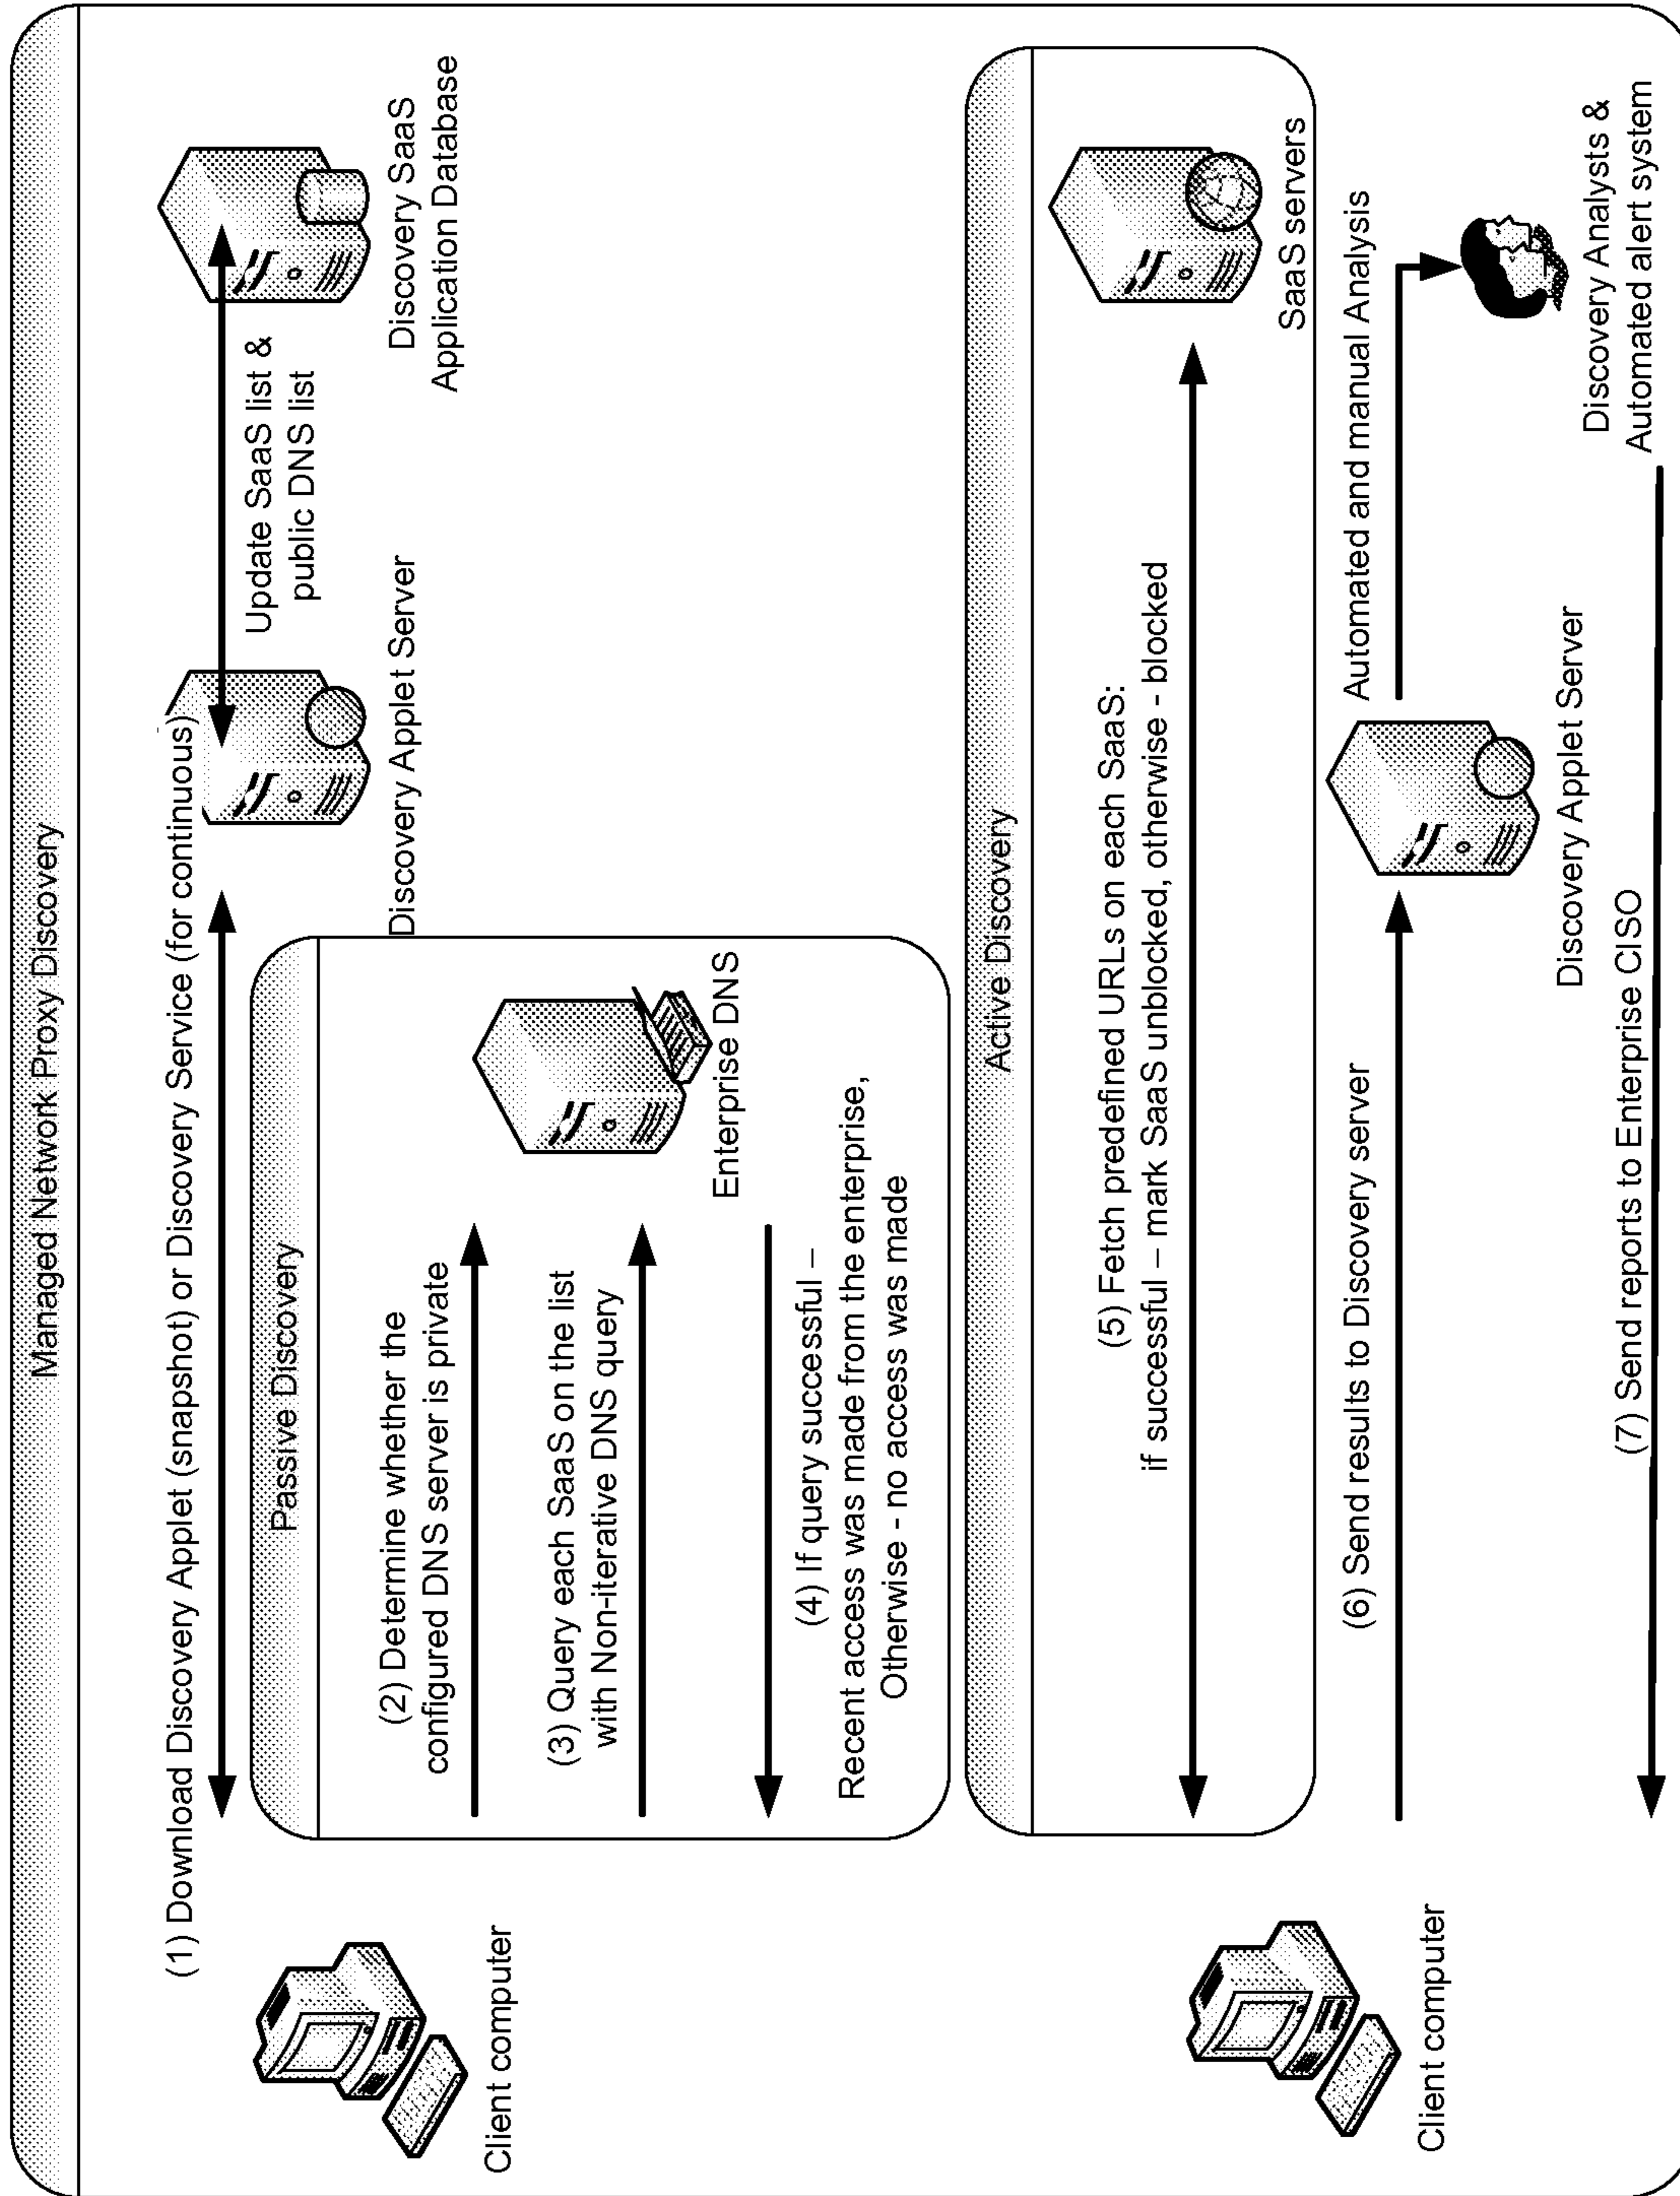 Managed Network Proxy Discovery
(1) Download Discovery Applet (snapshot) or Discovery Service (for continuous)
Update SaaS list &
public DNS list
Discovery Applet Server
Discovery SaaS
Application Database
Client computer
Passive Discovery
(2) Determine whether the
configured DNS server is private
(3) Query each SaaS on the list
with Non-iterative DNS query
Enterprise DNS
(4) If query successful –
Recent access was made from the enterprise,
Otherwise - no access was made
Active Discovery
(5) Fetch predefined URLs on each SaaS:
if successful – mark SaaS unblocked, otherwise - blocked
SaaS servers
Client computer
(6) Send results to Discovery server
Automated and manual Analysis
Discovery Applet Server
Discovery Analysts &
Automated alert system
(7) Send reports to Enterprise CISO